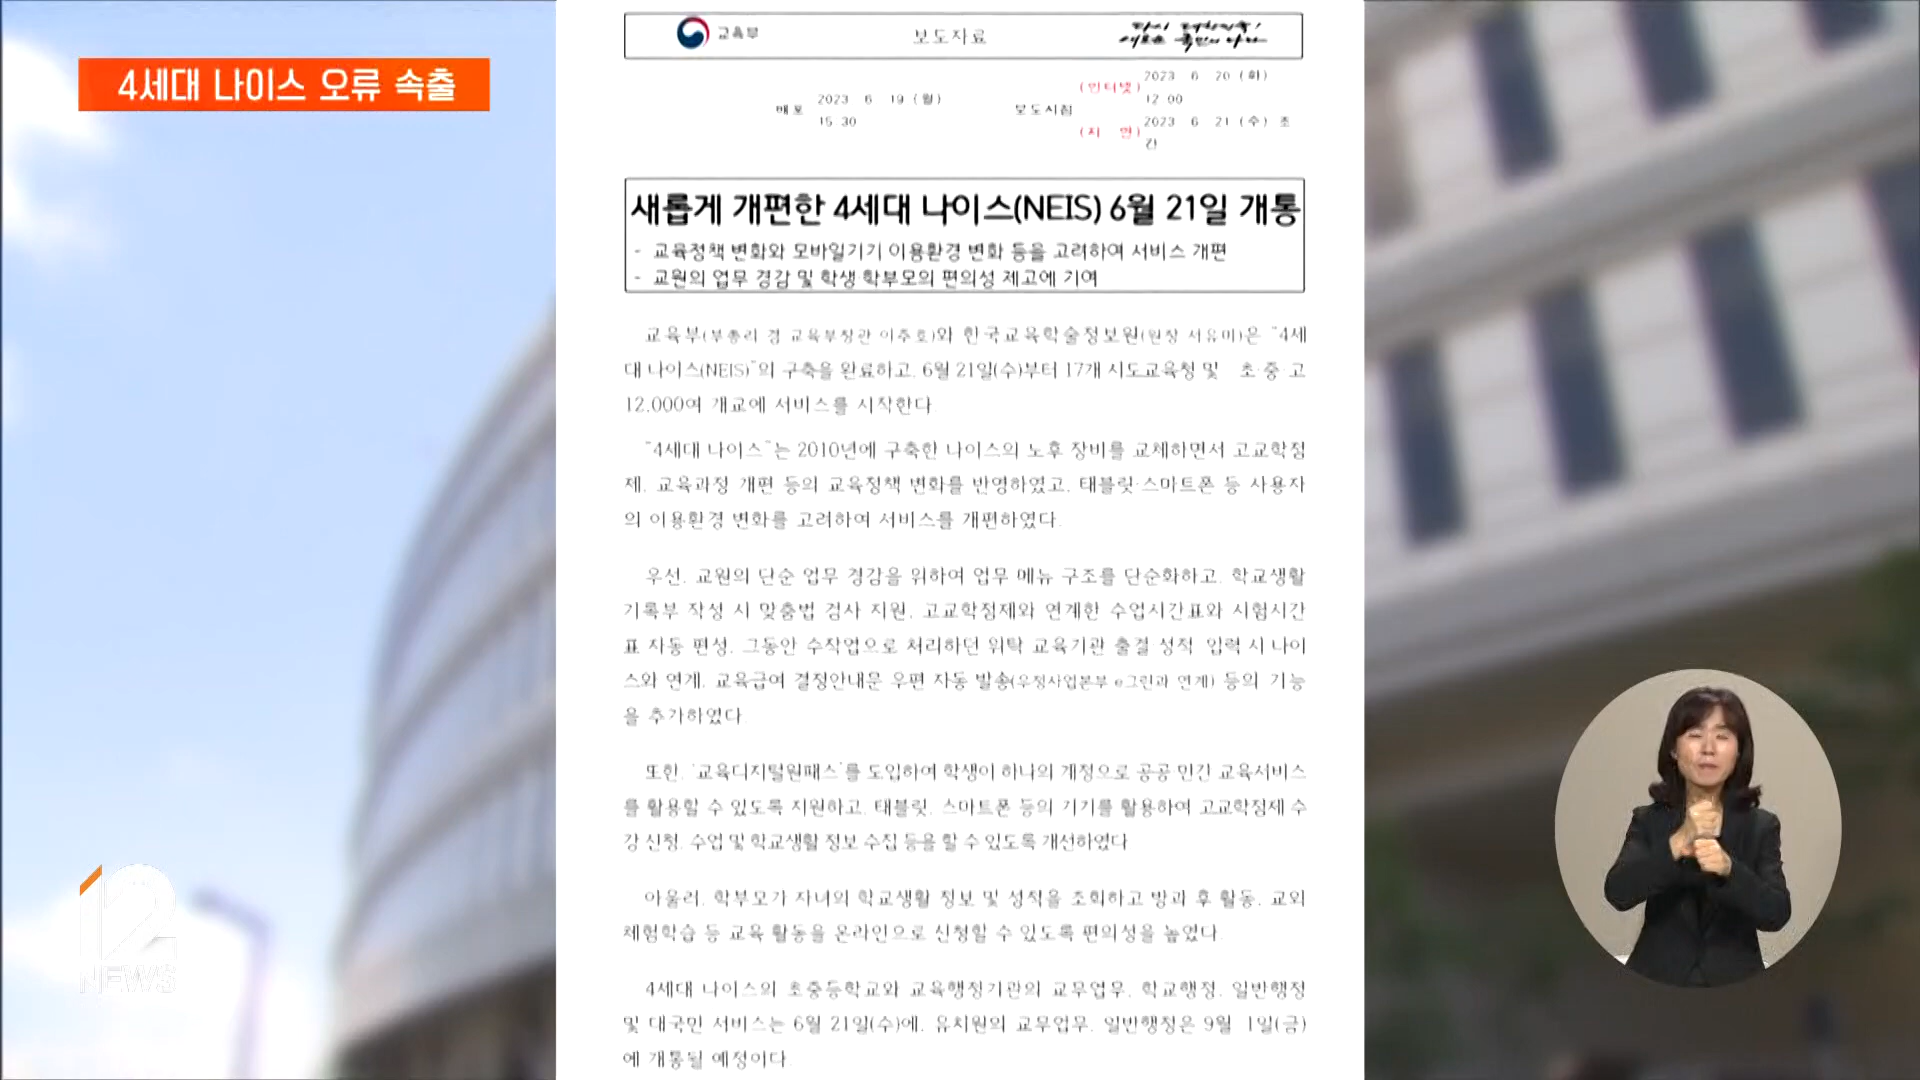 4세대 나이스 오류 속출
교육부
보도자료
다시 대한민국!
새로운 국민의 나라
배포
2023 6 19 (월)
15 30
보도시점
(인터넷)
2023 6 20 (화)
12 00
(지 면)
2023 6 21 (수) 조
간
새롭게 개편한 4세대 나이스(NEIS) 6월 21일 개통
- 교육정책 변화와 모바일기기 이용환경 변화 등을 고려하여 서비스 개편
- 교원의 업무 경감 및 학생·학부모의 편의성 제고에 기여
교육부(부총리 겸 교육부장관 이주호)와 한국교육학술정보원(원장 서유미)은 "4세
대 나이스(NEIS)"의 구축을 완료하고, 6월 21일(수)부터 17개 시도교육청 및 초·중·고
12,000여 개교에 서비스를 시작한다
"4세대 나이스"는 2010년에 구축한 나이스의 노후 장비를 교체하면서 고교학점
제, 교육과정 개편 등의 교육정책 변화를 반영하였고, 태블릿·스마트폰 등 사용자
의 이용환경 변화를 고려하여 서비스를 개편하였다.
우선, 교원의 단순 업무 경감을 위하여 업무 메뉴 구조를 단순화하고, 학교생활
기록부 작성 시 맞춤법 검사 지원, 고교학점제와 연계한 수업시간표와 시험시간
표 자동 편성, 그동안 수작업으로 처리하던 위탁 교육기관 출결·성적 입력 시 나이
스와 연계, 교육급여 결정안내문 우편 자동 발송(우정사업본부 e그린과 연계) 등의 기능
을 추가하였다.
또한, '교육디지털원패스'를 도입하여 학생이 하나의 계정으로 공공·민간 교육서비스
를 활용할 수 있도록 지원하고, 태블릿, 스마트폰 등의 기기를 활용하여 고교학점제 수
강 신청, 수업 및 학교생활 정보 수집 등을 할 수 있도록 개선하였다
아울러, 학부모가 자녀의 학교생활 정보 및 성적을 조회하고 방과 후 활동, 교외
체험학습 등 교육 활동을 온라인으로 신청할 수 있도록 편의성을 높였다.
4세대 나이스의 초중등학교와 교육행정기관의 교무업무, 학교행정, 일반행정
및 대국민 서비스는 6월 21일(수)에, 유치원의 교무업무, 일반행정은 9월 1일(금)
에 개통될 예정이다
12
NEWS